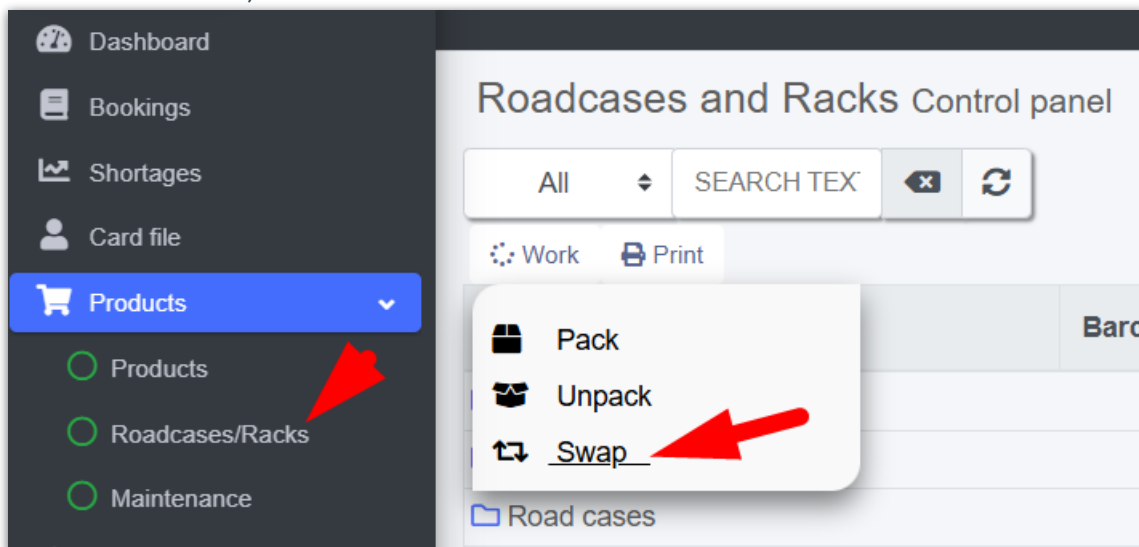 Dashboard
Bookings
Shortages
Card file
Products
Products
Roadcases/Racks
Maintenance
Roadcases and Racks Control panel
All
SEARCH TEX
Work
Print
Pack
Unpack
Swap
Barc
Road cases